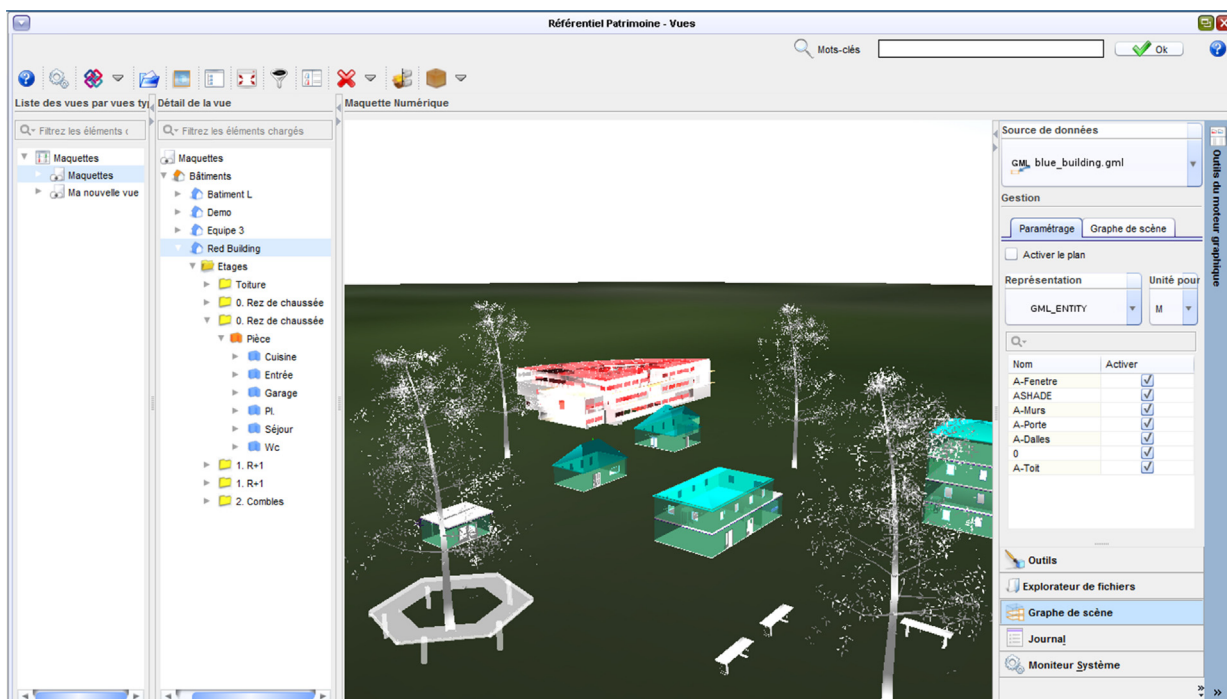 Référentiel Patrimoine - Vues
Mots-clés
Ok
Liste des vues par vues typ
Détail de la vue
Maquette Numérique
Filtrez les éléments c
Filtrez les éléments chargés
Maquettes
Maquettes
Ma nouvelle vue
Maquettes
Bâtiments
Batiment L
Demo
Equipe 3
Red Building
Etages
Toiture
0. Rez de chaussée
0. Rez de chaussée
Pièce
Cuisine
Entrée
Garage
Pl.
Séjour
Wc
1. R+1
1. R+1
2. Combles
Source de données
GML blue_building.gml
Gestion
Paramétrage
Graphe de scène
Activer le plan
Représentation
Unité pour
GML_ENTITY
M
Nom
Activer
A-Fenetre
ASHADE
A-Murs
A-Porte
A-Dalles
0
A-Toit
Outils
Explorateur de fichiers
Graphe de scène
Journal
Moniteur Système
Outils du moteur graphique